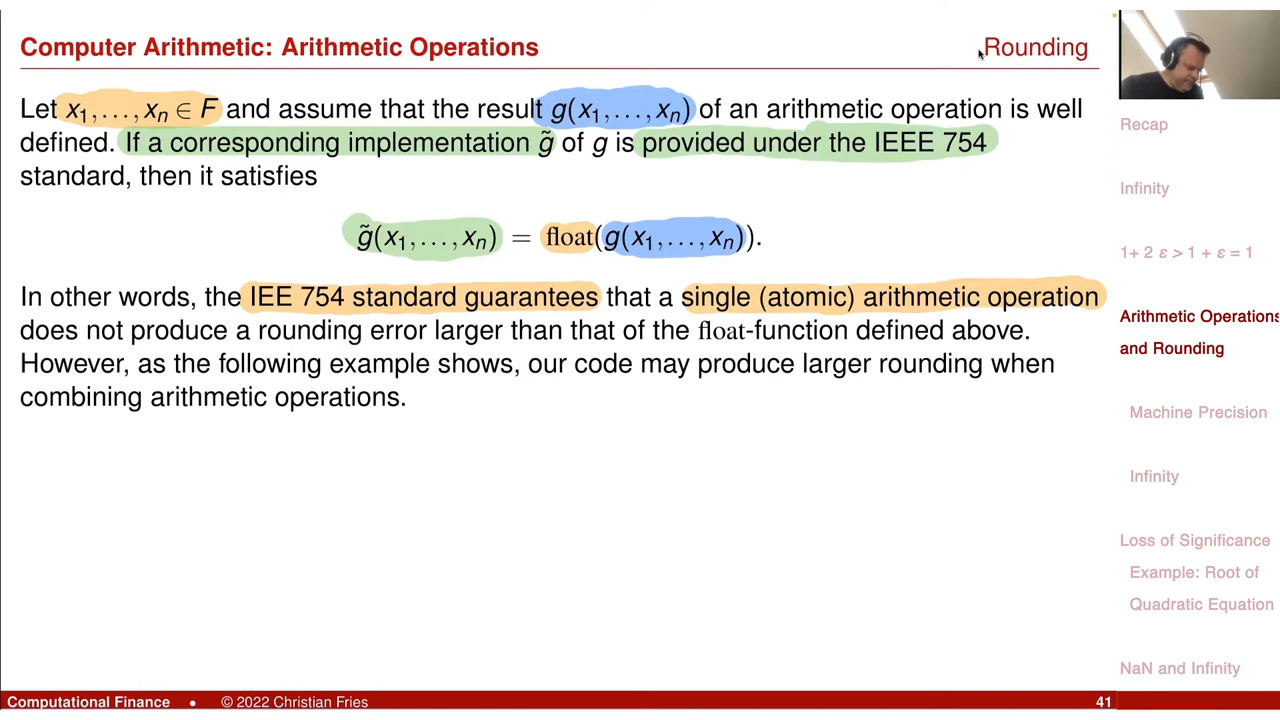 Computer Arithmetic: Arithmetic Operations
Rounding
Let x₁,...,xₙ ∈ F and assume that the result g(x₁,...,xₙ) of an arithmetic operation is well
defined. If a corresponding implementation g̃ of g is provided under the IEEE 754
standard, then it satisfies
g̃(x₁,...,xₙ) = float(g(x₁,...,xₙ)).
In other words, the IEE 754 standard guarantees that a single (atomic) arithmetic operation
does not produce a rounding error larger than that of the float-function defined above.
However, as the following example shows, our code may produce larger rounding when
combining arithmetic operations.
Recap
Infinity
1+ 2 ε > 1 + ε = 1
Arithmetic Operations
and Rounding
Machine Precision
Infinity
Loss of Significance
Example: Root of
Quadratic Equation
NaN and Infinity
Computational Finance • © 2022 Christian Fries 41